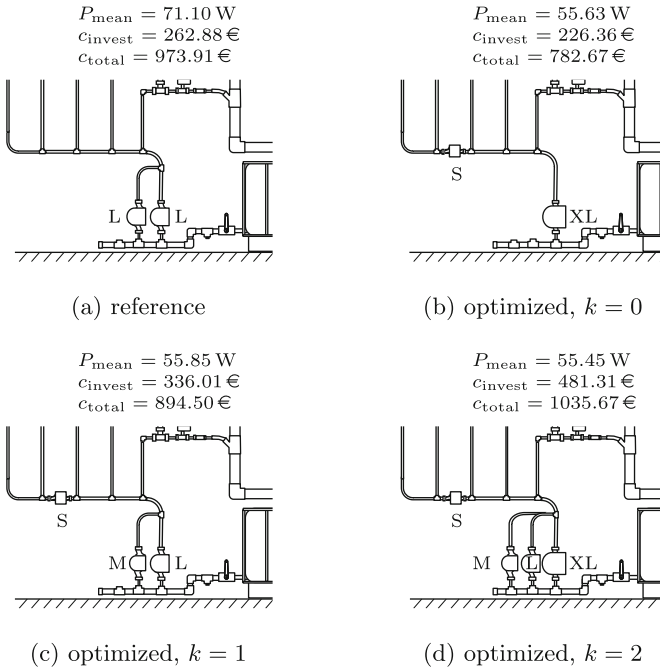 P_mean = 71.10 W
c_invest = 262.88 €
c_total = 973.91 €
L L
(a) reference
P_mean = 55.63 W
c_invest = 226.36 €
c_total = 782.67 €
S
XL
(b) optimized, k = 0
P_mean = 55.85 W
c_invest = 336.01 €
c_total = 894.50 €
S
M L
(c) optimized, k = 1
P_mean = 55.45 W
c_invest = 481.31 €
c_total = 1035.67 €
S
M L XL
(d) optimized, k = 2